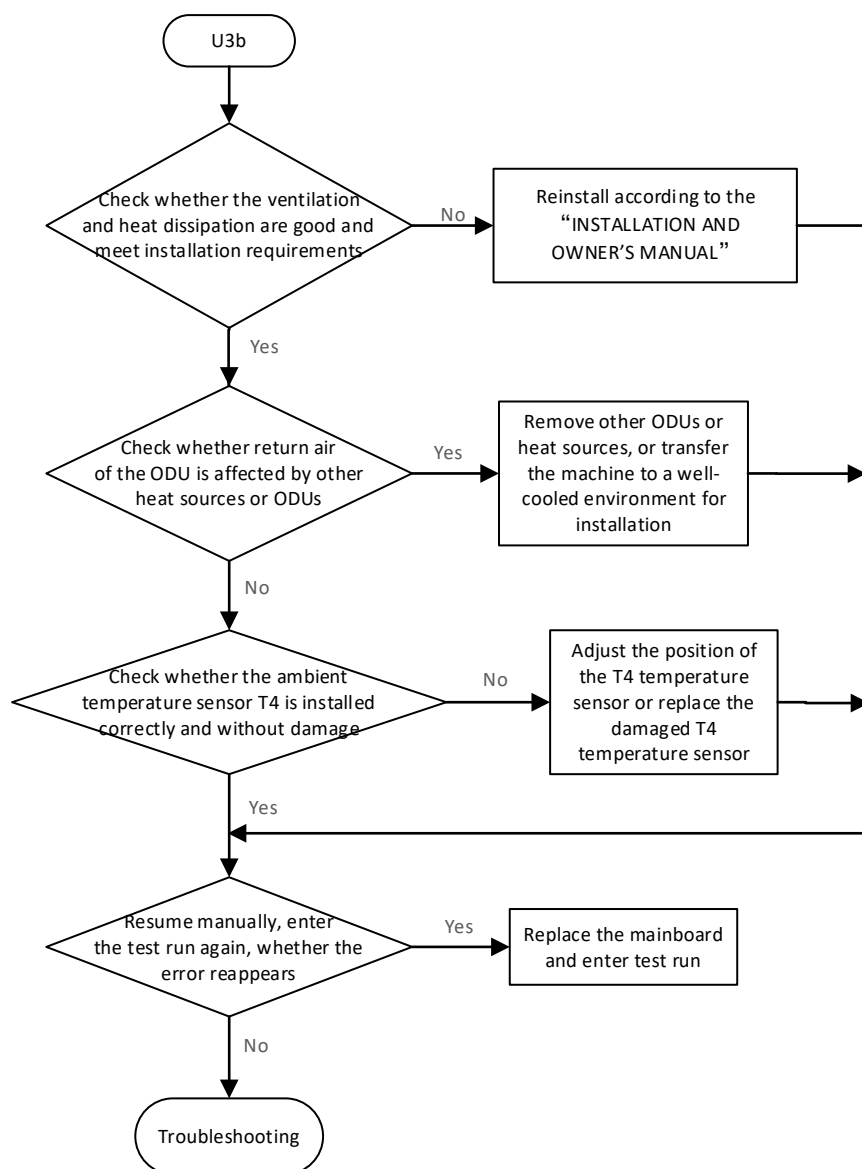 U3b
Check whether the ventilation
and heat dissipation are good and
meet installation requirements
No
Reinstall according to the
“INSTALLATION AND
OWNER’S MANUAL”
Yes
Check whether return air
of the ODU is affected by other
heat sources or ODUs
Yes
Remove other ODUs or
heat sources, or transfer
the machine to a well-
cooled environment for
installation
No
Check whether the ambient
temperature sensor T4 is installed
correctly and without damage
No
Adjust the position of
the T4 temperature
sensor or replace the
damaged T4
temperature sensor
Yes
Resume manually, enter
the test run again, whether the
error reappears
Yes
Replace the mainboard
and enter test run
No
Troubleshooting